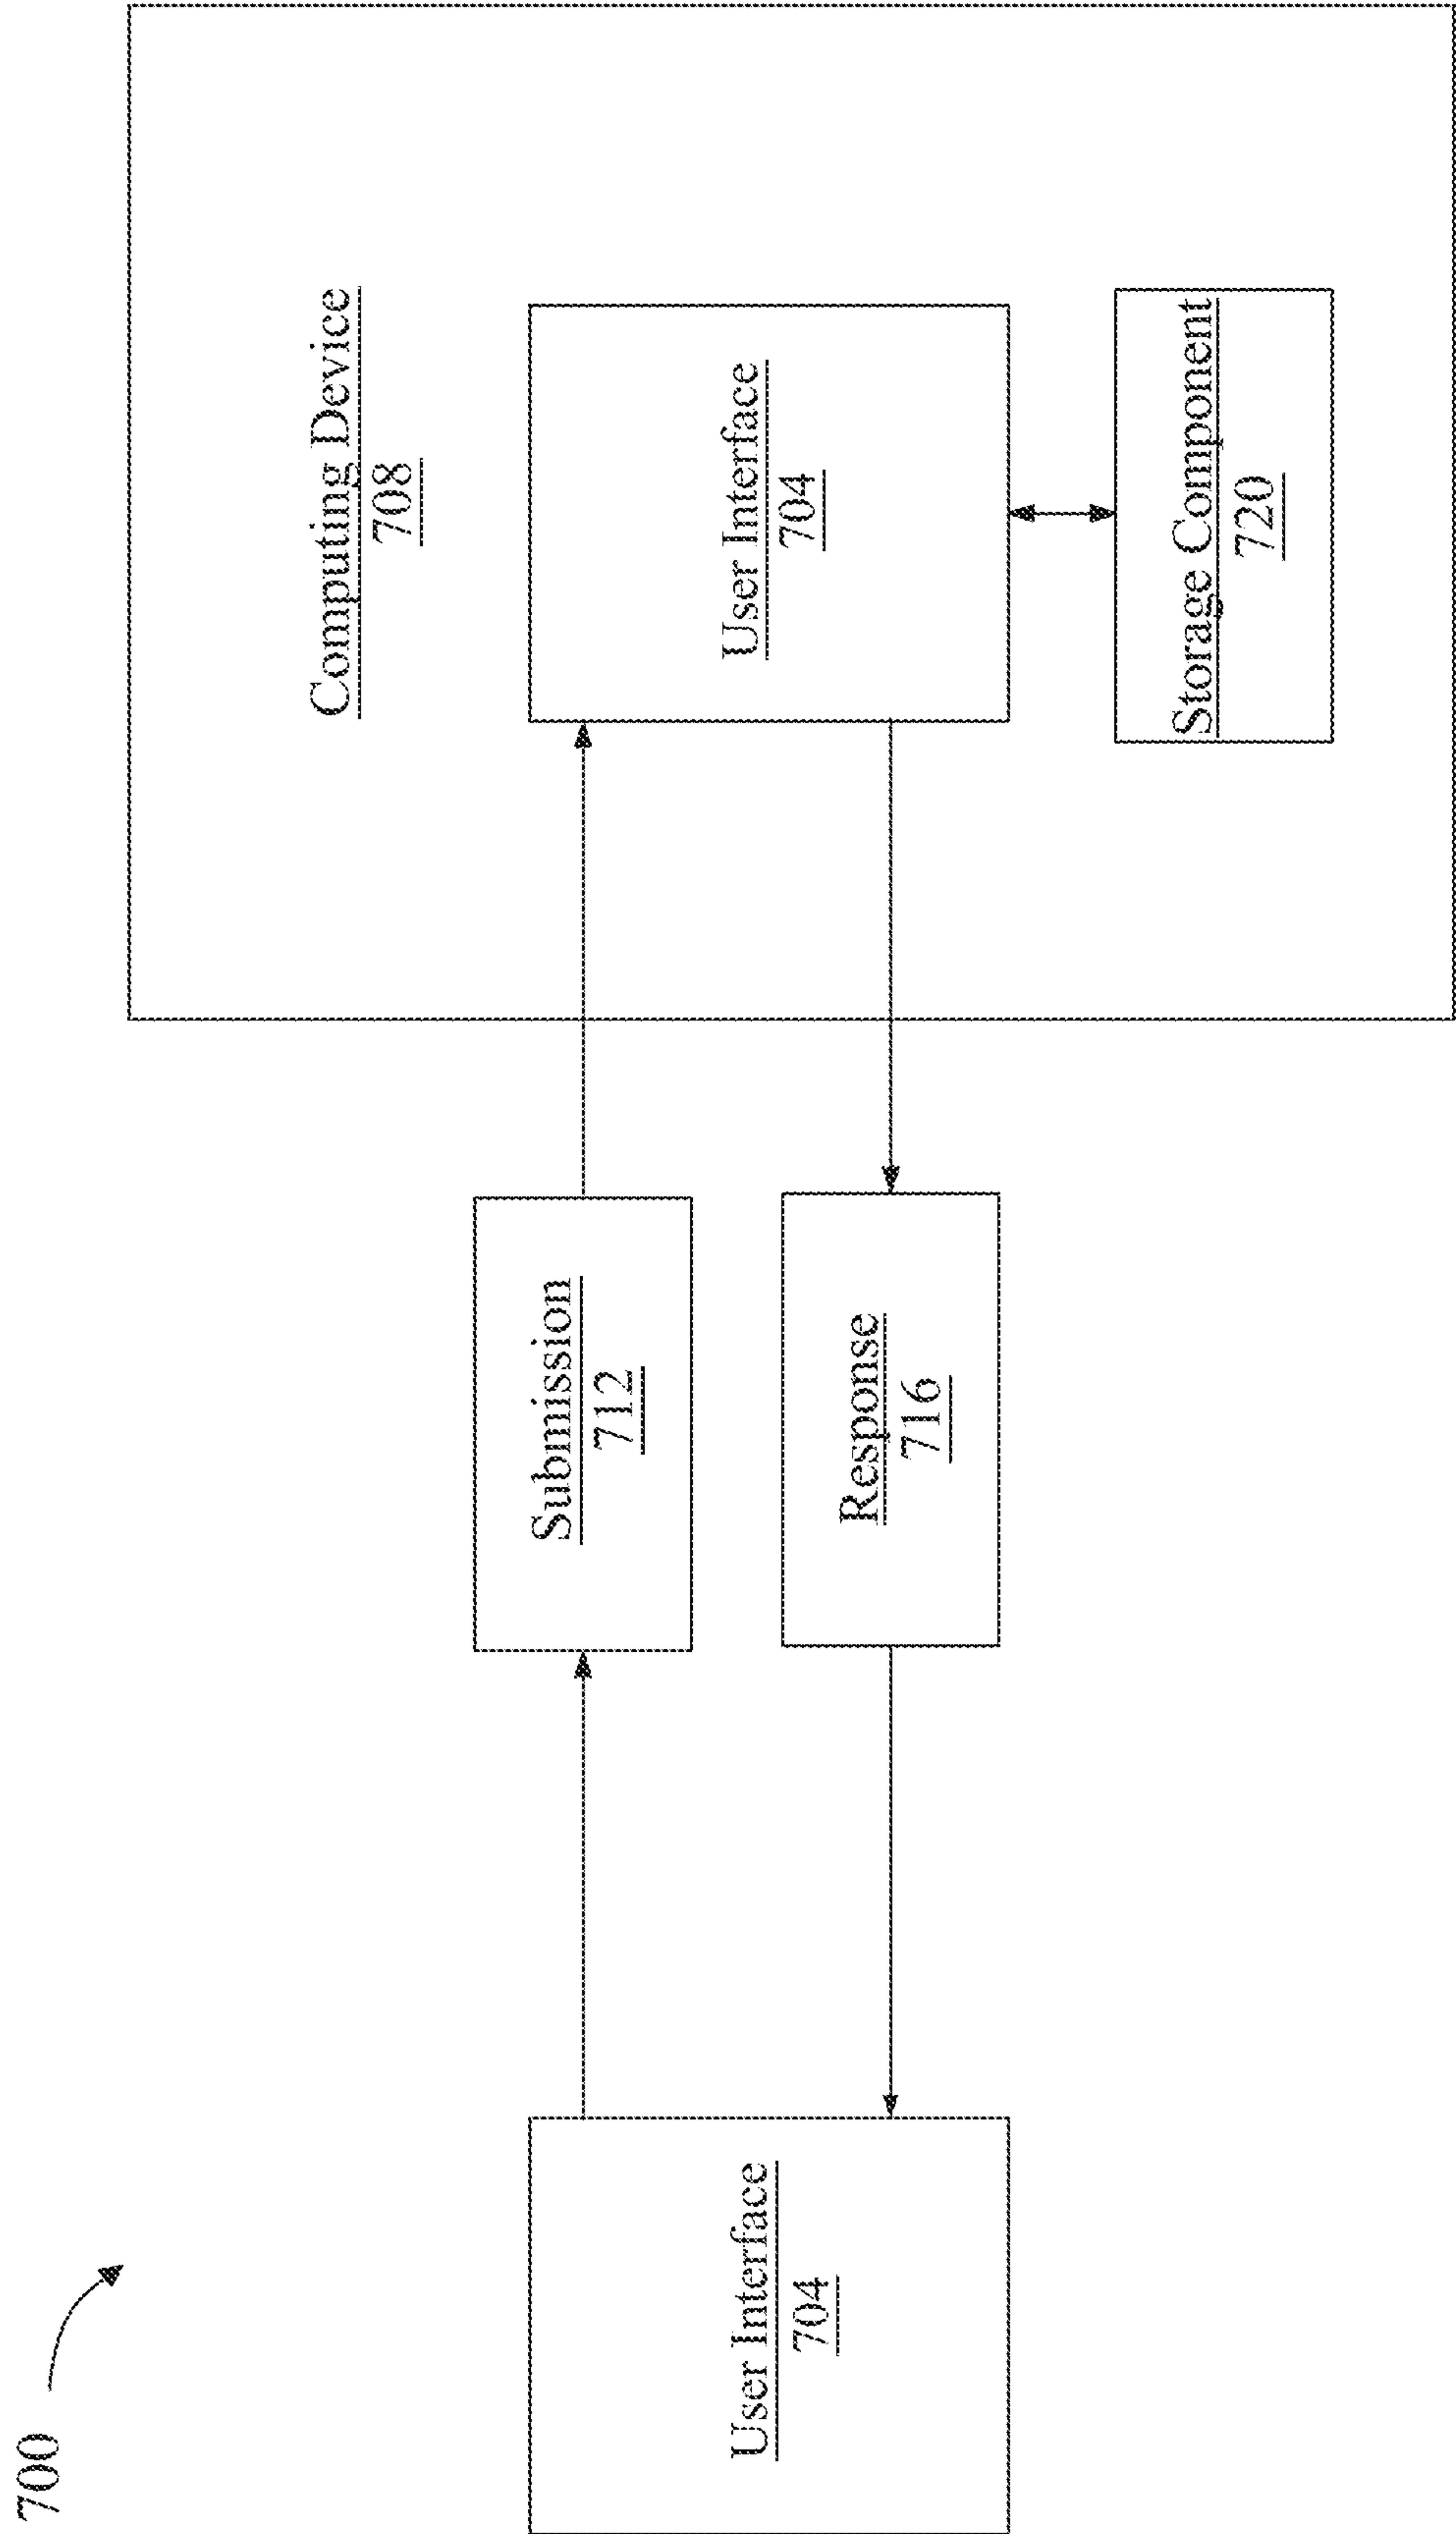 700
User Interface
704
Submission
712
Response
716
Computing Device
708
User Interface
704
Storage Component
720